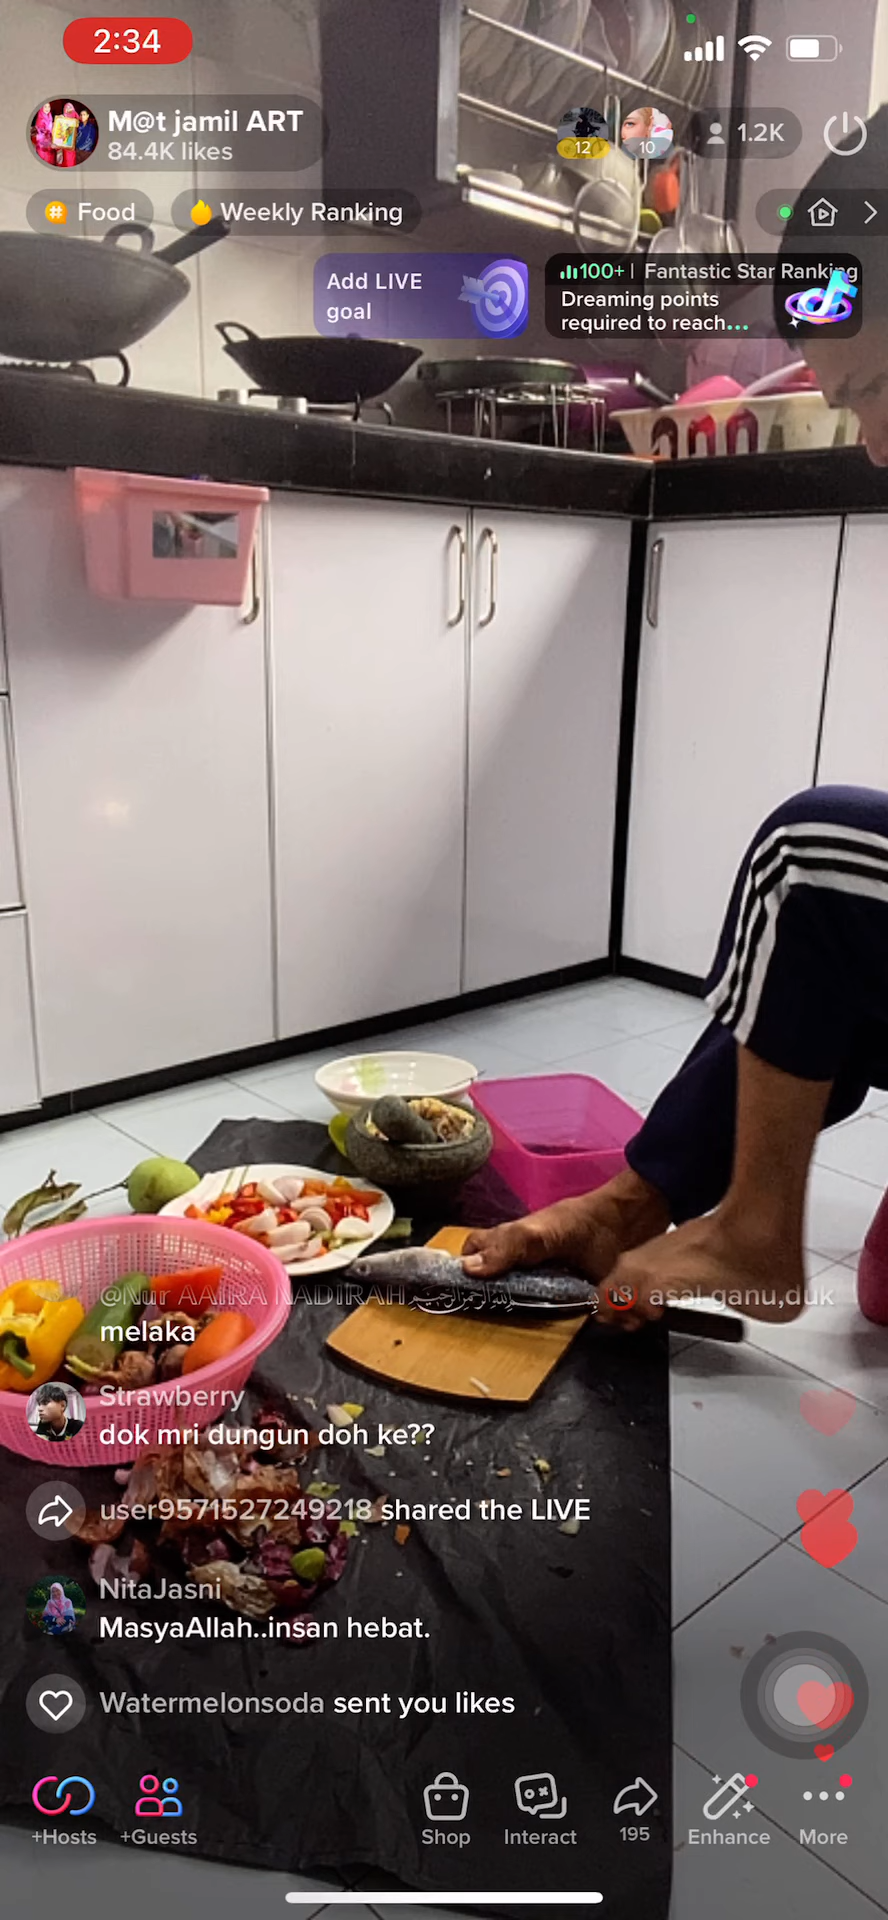 2:34
M@t jamil ART
84.4K likes
12
10
1.2K
Food
Weekly Ranking
Add LIVE
goal
100+ | Fantastic Star Ranking
Dreaming points
required to reach...
@Nur AAIRA NADIRAH﷽🔞 asal ganu,duk
melaka
Strawberry
dok mri dungun doh ke??
user9571527249218 shared the LIVE
NitaJasni
MasyaAllah..insan hebat.
Watermelonsoda sent you likes
+Hosts
+Guests
Shop
Interact
195
Enhance
More